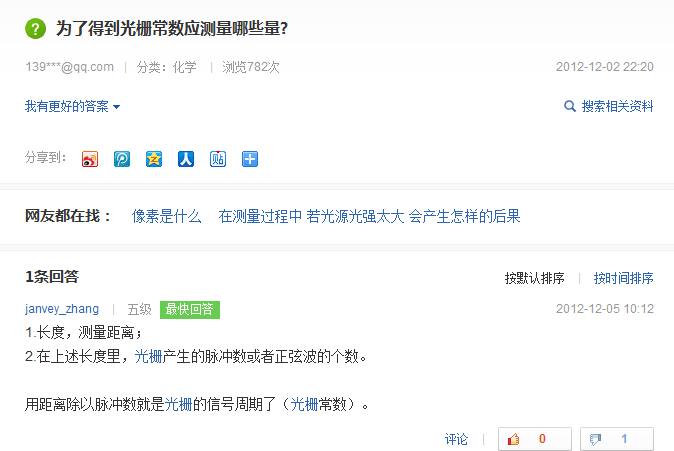 为了得到光栅常数应测量哪些量?
139***@qq.com | 分类：化学 | 浏览782次 2012-12-02 22:20
我有更好的答案 搜索相关资料
分享到：
贴
网友都在找： 像素是什么 在测量过程中 若光源光强太大 会产生怎样的后果
1条回答 按默认排序 | 按时间排序
janvey_zhang | 五级 最快回答 2012-12-05 10:12
1.长度，测量距离；
2.在上述长度里，光栅产生的脉冲数或者正弦波的个数。
用距离除以脉冲数就是光栅的信号周期了（光栅常数）。
评论 | 0 1